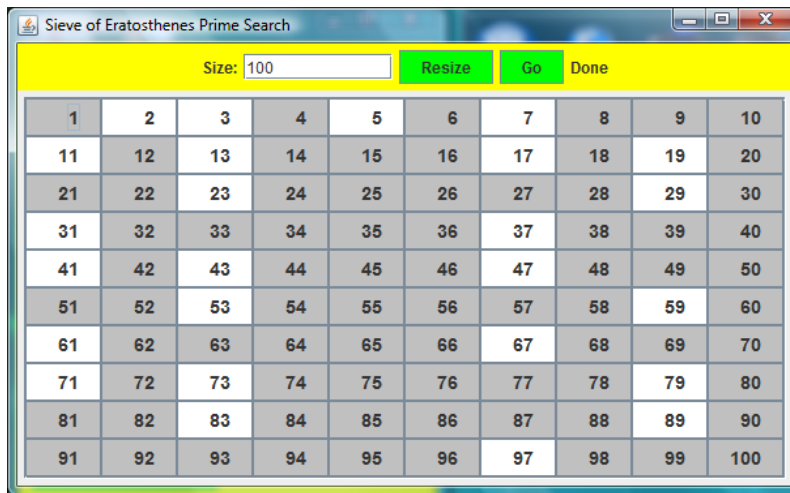 Sieve of Eratosthenes Prime Search
Size: 100 Resize Go Done
1 2 3 4 5 6 7 8 9 10
11 12 13 14 15 16 17 18 19 20
21 22 23 24 25 26 27 28 29 30
31 32 33 34 35 36 37 38 39 40
41 42 43 44 45 46 47 48 49 50
51 52 53 54 55 56 57 58 59 60
61 62 63 64 65 66 67 68 69 70
71 72 73 74 75 76 77 78 79 80
81 82 83 84 85 86 87 88 89 90
91 92 93 94 95 96 97 98 99 100